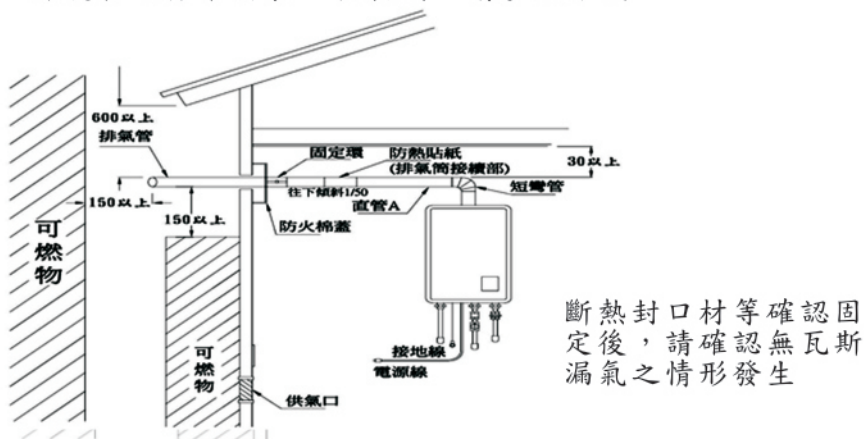 600以上
排氣管
固定環
防熱貼紙
(排氣筒接續部)
30以上
往下傾斜1/50
短彎管
直管A
150以上
150以上
防火棉蓋
可燃物
可燃物
接地線
電源線
供氣口
斷熱封口材等確認固
定後，請確認無瓦斯
漏氣之情形發生